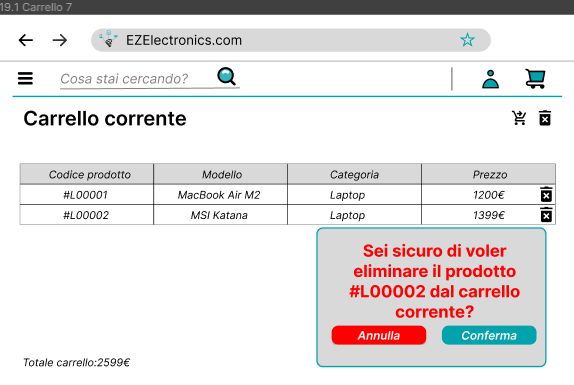 19.1 Carrello 7
EZElectronics.com
Cosa stai cercando?
Carrello corrente
Codice prodotto Modello Categoria Prezzo
#L00001 MacBook Air M2 Laptop 1200€
#L00002 MSI Katana Laptop 1399€
Sei sicuro di voler
eliminare il prodotto
#L00002 dal carrello
corrente?
Annulla Conferma
Totale carrello:2599€